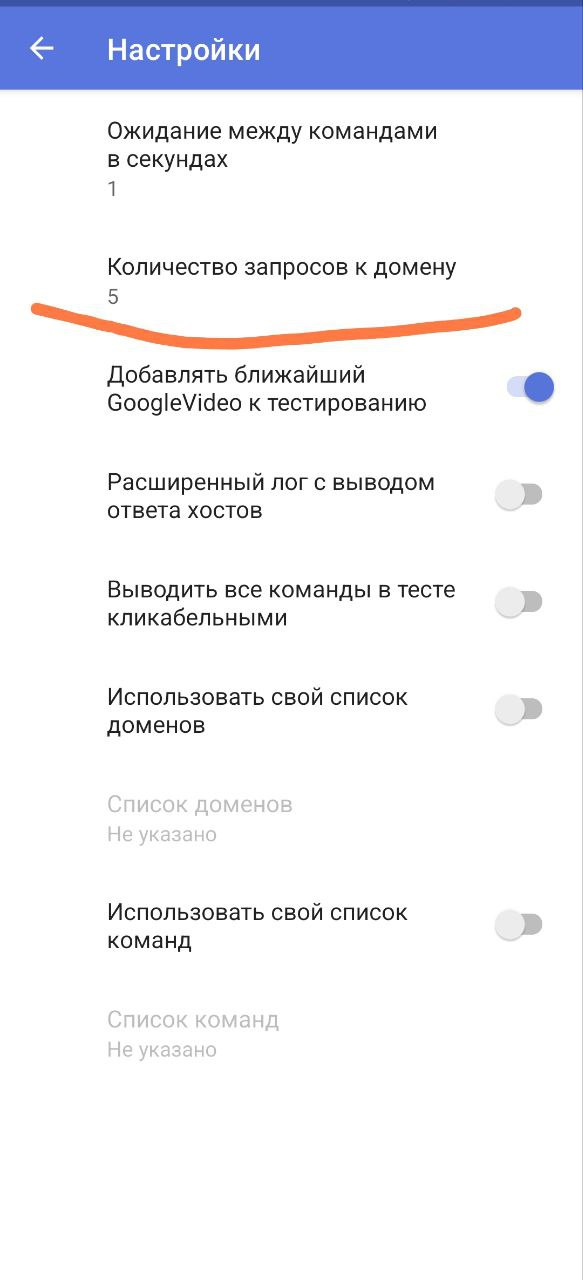 Настройки
Ожидание между командами
в секундах
1
Количество запросов к домену
5
Добавлять ближайший
GoogleVideo к тестированию
Расширенный лог с выводом
ответа хостов
Выводить все команды в тесте
кликабельными
Использовать свой список
доменов
Список доменов
Не указано
Использовать свой список
команд
Список команд
Не указано